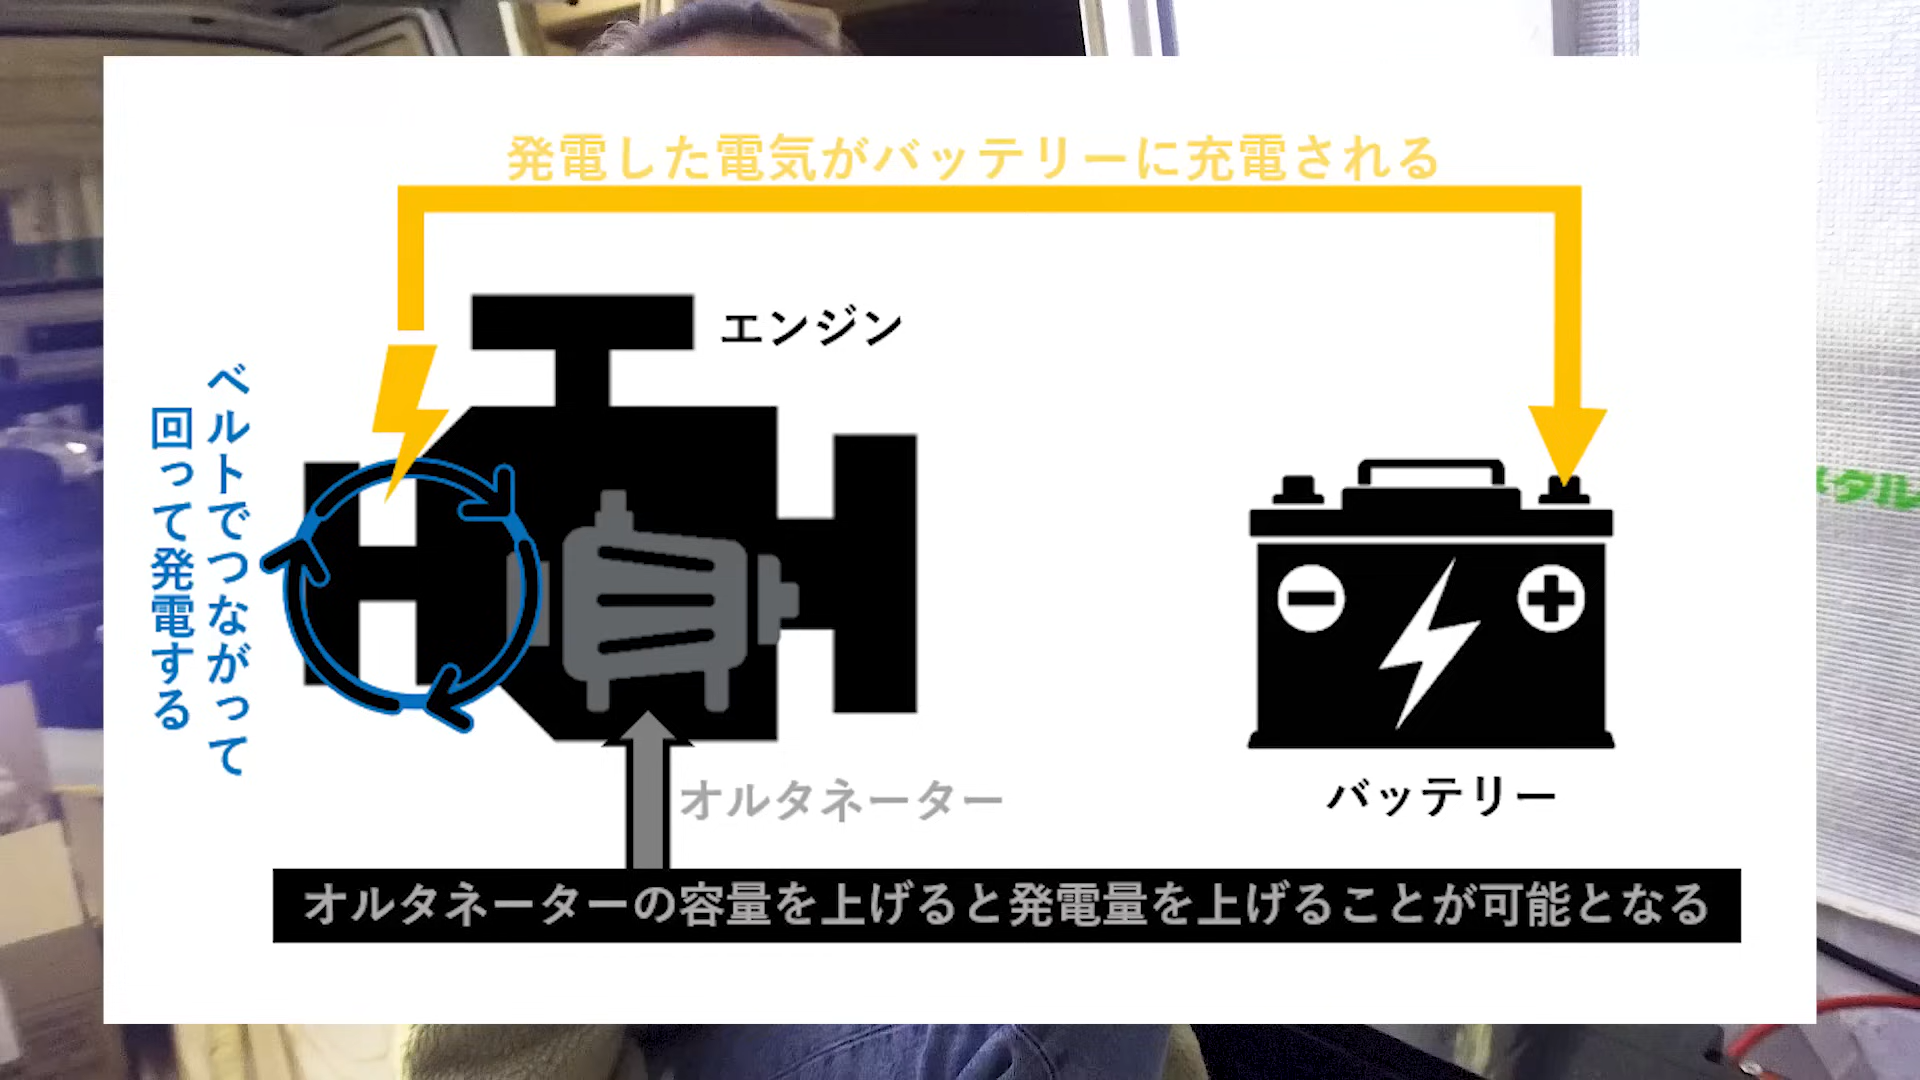 発電した電気がバッテリーに充電される
エンジン
ベルトでつながって
回って発電する
オルタネーター
バッテリー
オルタネーターの容量を上げると発電量を上げることが可能となる
タル